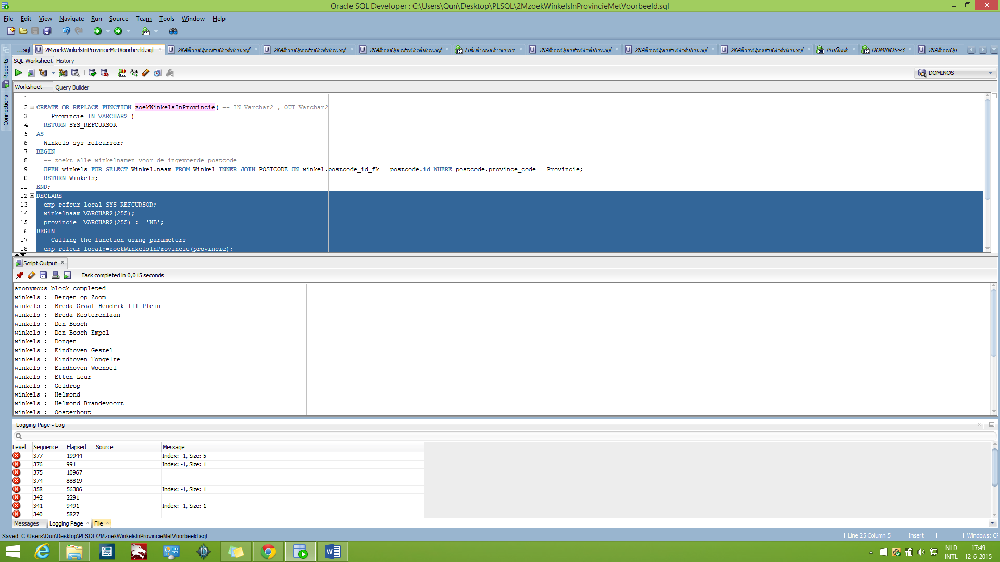 Oracle SQL Developer : C:\Users\Qun\Desktop\PLSQL\2MzoekWinkelsInProvincieMetVoorbeeld.sql
File Edit View Navigate Run Source Team Tools Window Help
...sql 2MzoekWinkelsInProvincieMetVoorbeeld.sql 2KAlleenOpenEnGesloten.sql 2KAlleenOpenEnGesloten.sql 2KAlleenOpenEnGesloten.sql Lokale oracle server 2KAlleenOpenEnGesloten.sql 2KAlleenOpenEnGesloten.sql 2KAlleenOpenEnGesloten.sql Proftaak DOMINOS~3 2KAlleenOp...
Reports
Connections
SQL Worksheet History
DOMINOS
Worksheet Query Builder
1
2 CREATE OR REPLACE FUNCTION zoekWinkelsInProvincie( -- IN Varchar2 , OUT Varchar2
3 Provincie IN VARCHAR2 )
4 RETURN SYS_REFCURSOR
5 AS
6 Winkels sys_refcursor;
7 BEGIN
8 -- zoekt alle winkelnamen voor de ingevoerde postcode
9 OPEN winkels FOR SELECT Winkel.naam FROM Winkel INNER JOIN POSTCODE ON winkel.postcode_id_fk = postcode.id WHERE postcode.province_code = Provincie;
10 RETURN Winkels;
11 END;
12 DECLARE
13 emp_refcur_local SYS_REFCURSOR;
14 winkelnaam VARCHAR2(255);
15 provincie VARCHAR2(255) := 'NB';
16 BEGIN
17 --Calling the function using parameters
18 emp_refcur_local:=zoekWinkelsInProvincie(provincie);
Script Output x
Task completed in 0,015 seconds
anonymous block completed
winkels : Bergen op Zoom
winkels : Breda Graaf Hendrik III Plein
winkels : Breda Kesterenlaan
winkels : Den Bosch
winkels : Den Bosch Empel
winkels : Dongen
winkels : Eindhoven Gestel
winkels : Eindhoven Tongelre
winkels : Eindhoven Woensel
winkels : Etten Leur
winkels : Geldrop
winkels : Helmond
winkels : Helmond Brandevoort
winkels : Oosterhout
Logging Page - Log
Level Sequence Elapsed Source Message
377 19944 Index: -1, Size: 5
376 991 Index: -1, Size: 1
375 10967
374 88819
358 56386 Index: -1, Size: 1
342 2291
341 9491 Index: -1, Size: 1
340 5827
Messages Logging Page File
Saved: C:\Users\Qun\Desktop\PLSQL\2MzoekWinkelsInProvincieMetVoorbeeld.sql
Line 25 Column 5 Insert Windows: CF
NLD 17:49
INTL 12-6-2015